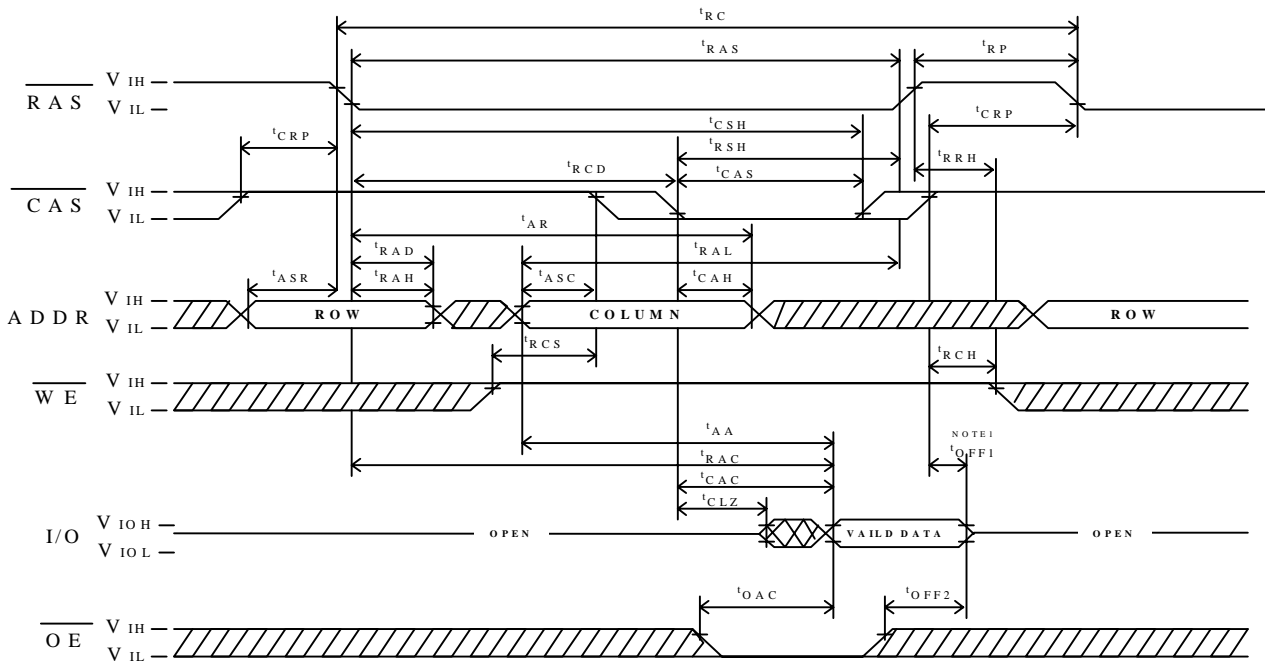 tRC
tRAS
tRP
RAS
VIH
VIL
tCRP
tCSH
tCRP
tRSH
tRRH
tRCD
tCAS
CAS
VIH
VIL
tAR
tRAD
tRAL
tASR
tRAH
tASC
tCAH
ADDR
VIH
VIL
ROW
COLUMN
ROW
tRCS
tRCH
WE
VIH
VIL
tAA
NOTE1
tOFF1
tRAC
tCAC
tCLZ
I/O
VIOH
VIOL
OPEN
VAILD DATA
OPEN
tOAC
tOFF2
OE
VIH
VIL